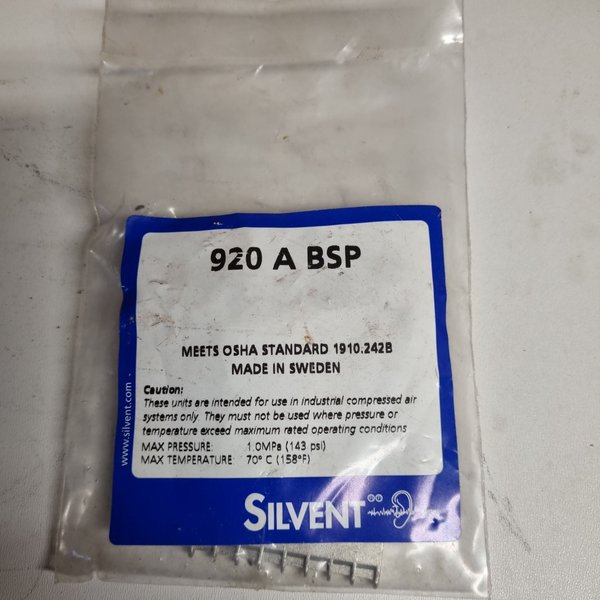 920 A BSP
MEETS OSHA STANDARD 1910.242B
MADE IN SWEDEN
Caution:
These units are intended for use in industrial compressed air
systems only. They must not be used where pressure or
temperature exceed maximum rated operating conditions
MAX PRESSURE: 1.0MPa (143 psi)
MAX TEMPERATURE: 70° C (158°F)
www.silvent.com
SILVENT